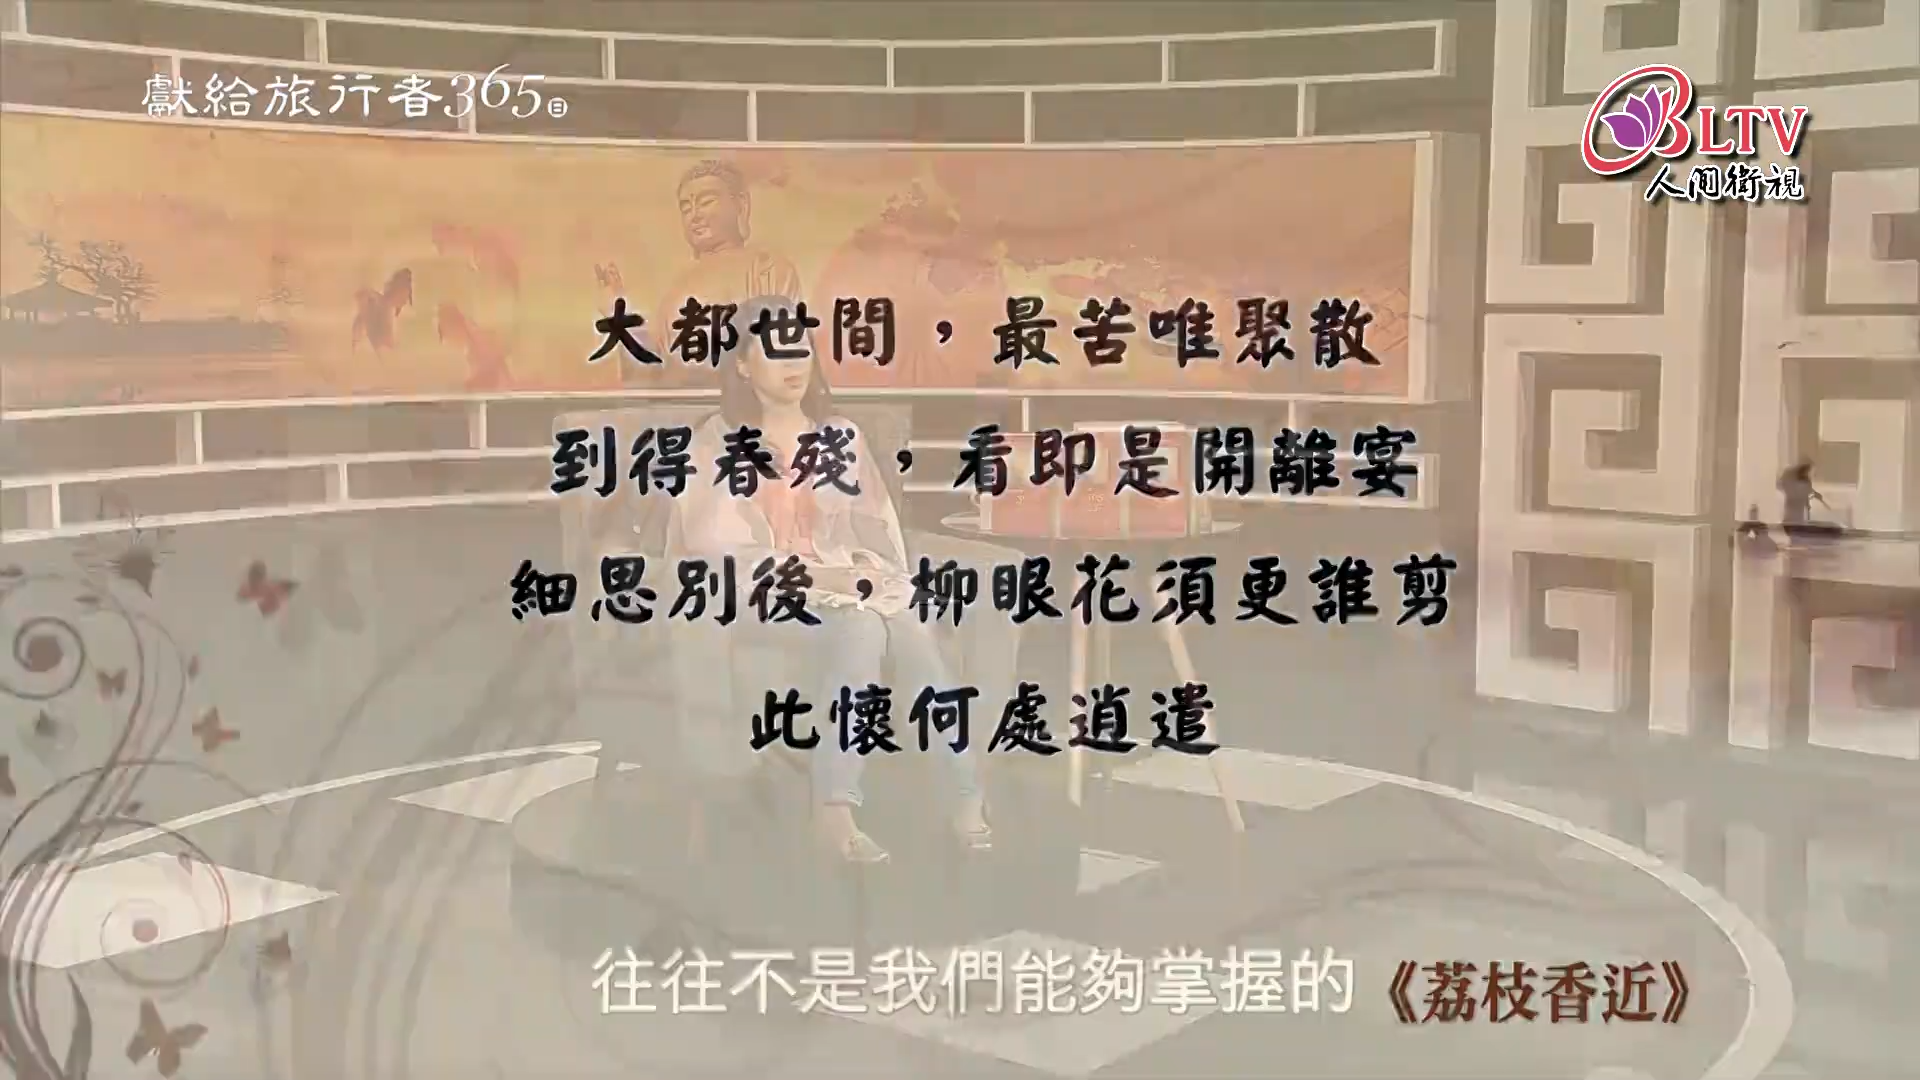 獻給旅行者365日
BLTV
人間衛視
大都世間，最苦唯聚散
到得春殘，看即是開離宴
細思別後，柳眼花須更誰剪
此懷何處逍遣
往往不是我們能夠掌握的
《荔枝香近》